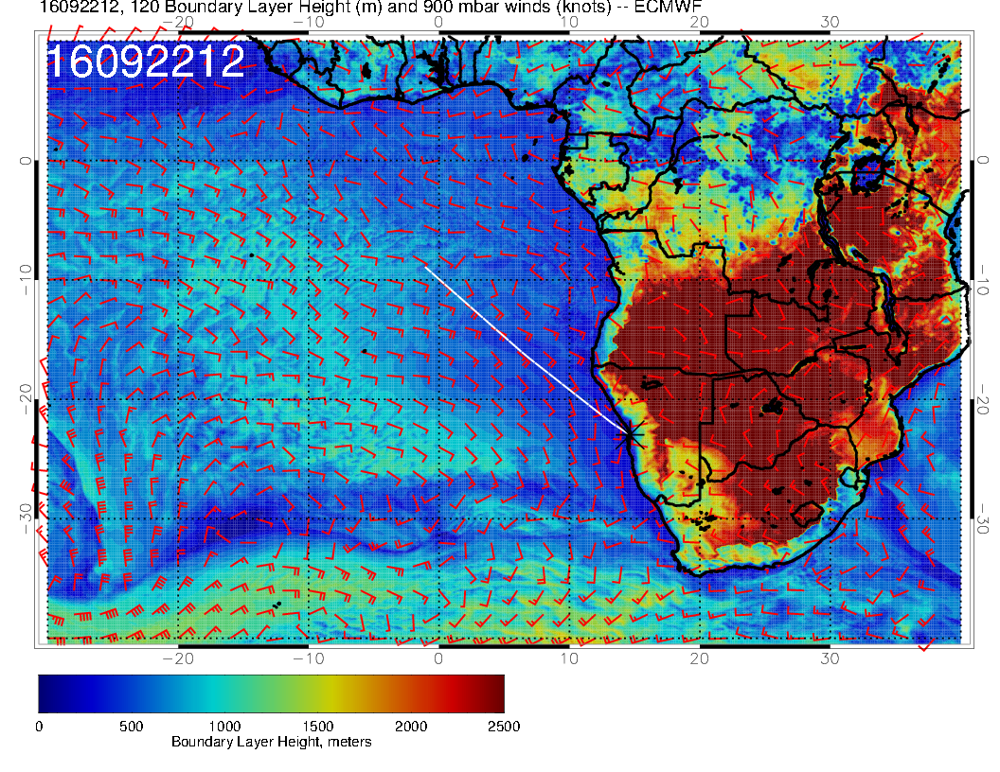 16092212, 120 Boundary Layer Height (m) and 900 mbar winds (knots) -- ECMWF
−20 −10 0 10 20 30
16092212
0 0
−10 −10
−20 −20
−30 −30
−20 −10 0 10 20 30
0 500 1000 1500 2000 2500
Boundary Layer Height, meters